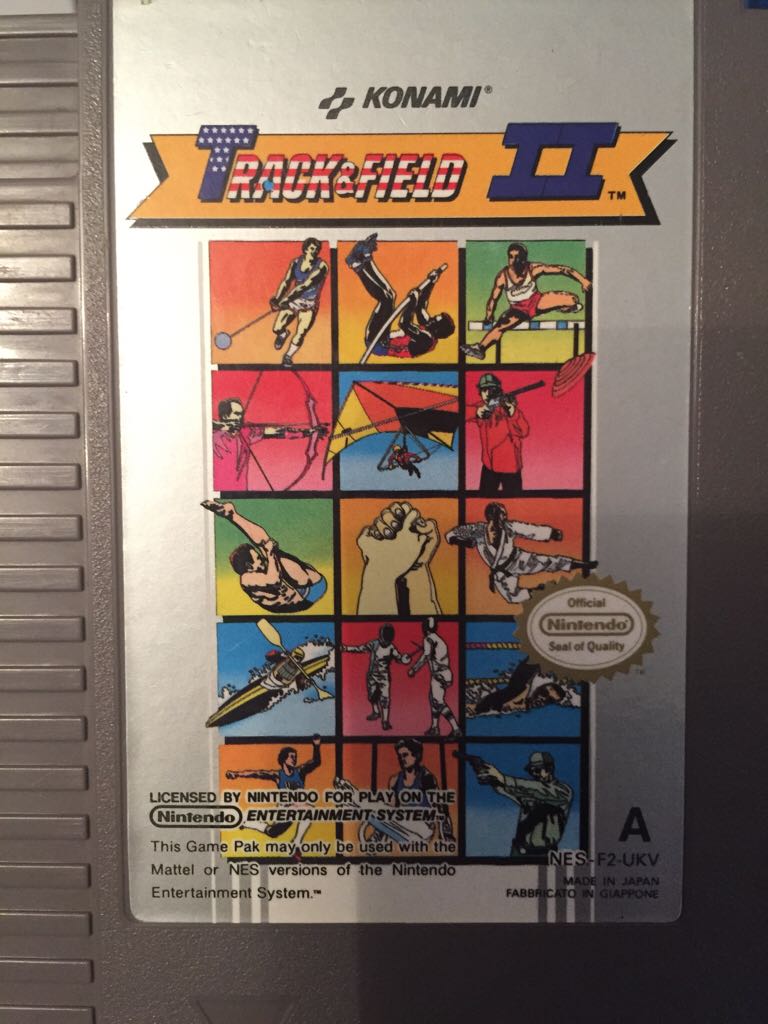 KONAMI®
TRACK & FIELD II™
Official
Nintendo
Seal of Quality
™
LICENSED BY NINTENDO FOR PLAY ON THE
Nintendo ENTERTAINMENT SYSTEM™
This Game Pak may only be used with the
Mattel or NES versions of the Nintendo
Entertainment System.™
A
NES-F2-UKV
MADE IN JAPAN
FABBRICATO IN GIAPPONE